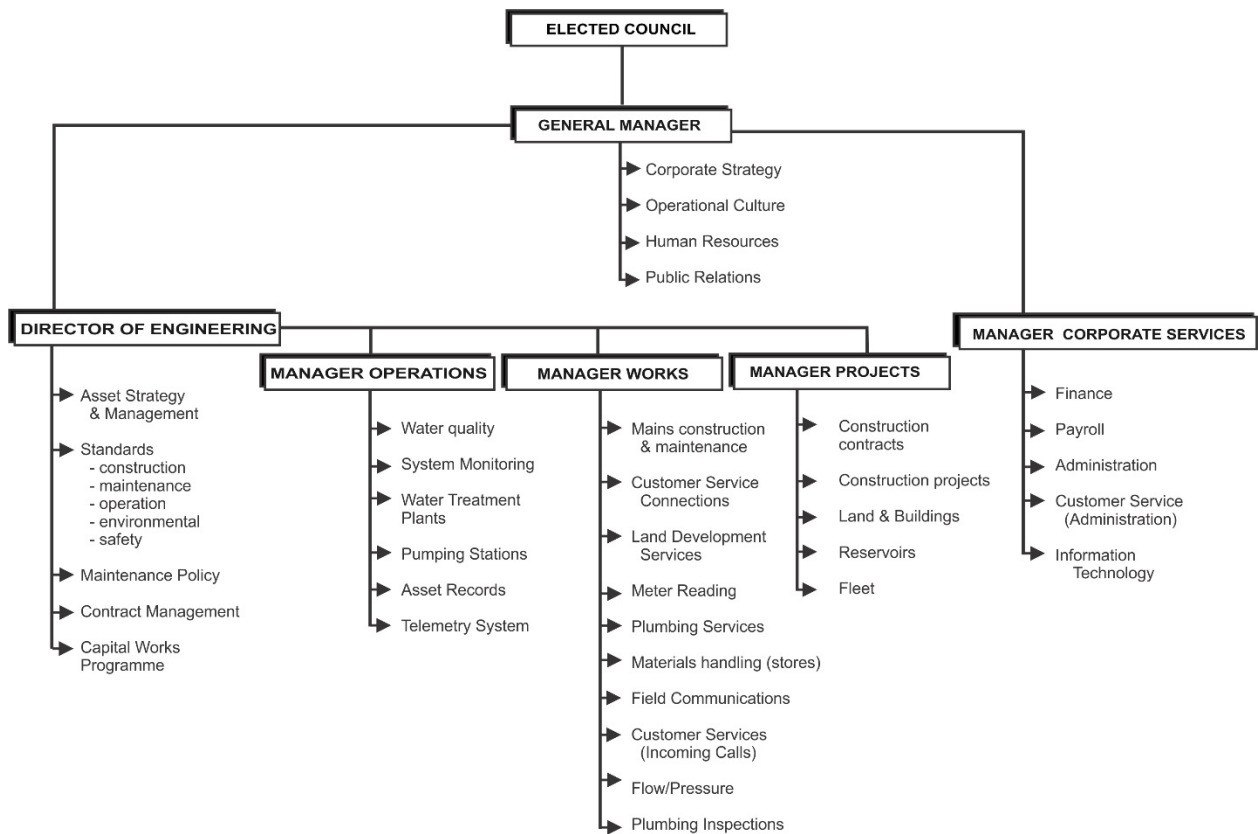 ELECTED COUNCIL
GENERAL MANAGER
Corporate Strategy
Operational Culture
Human Resources
Public Relations
DIRECTOR OF ENGINEERING
Asset Strategy
& Management
Standards
- construction
- maintenance
- operation
- environmental
- safety
Maintenance Policy
Contract Management
Capital Works
Programme
MANAGER OPERATIONS
Water quality
System Monitoring
Water Treatment
Plants
Pumping Stations
Asset Records
Telemetry System
MANAGER WORKS
Mains construction
& maintenance
Customer Service
Connections
Land Development
Services
Meter Reading
Plumbing Services
Materials handling (stores)
Field Communications
Customer Services
(Incoming Calls)
Flow/Pressure
Plumbing Inspections
MANAGER PROJECTS
Construction
contracts
Construction projects
Land & Buildings
Reservoirs
Fleet
MANAGER CORPORATE SERVICES
Finance
Payroll
Administration
Customer Service
(Administration)
Information
Technology